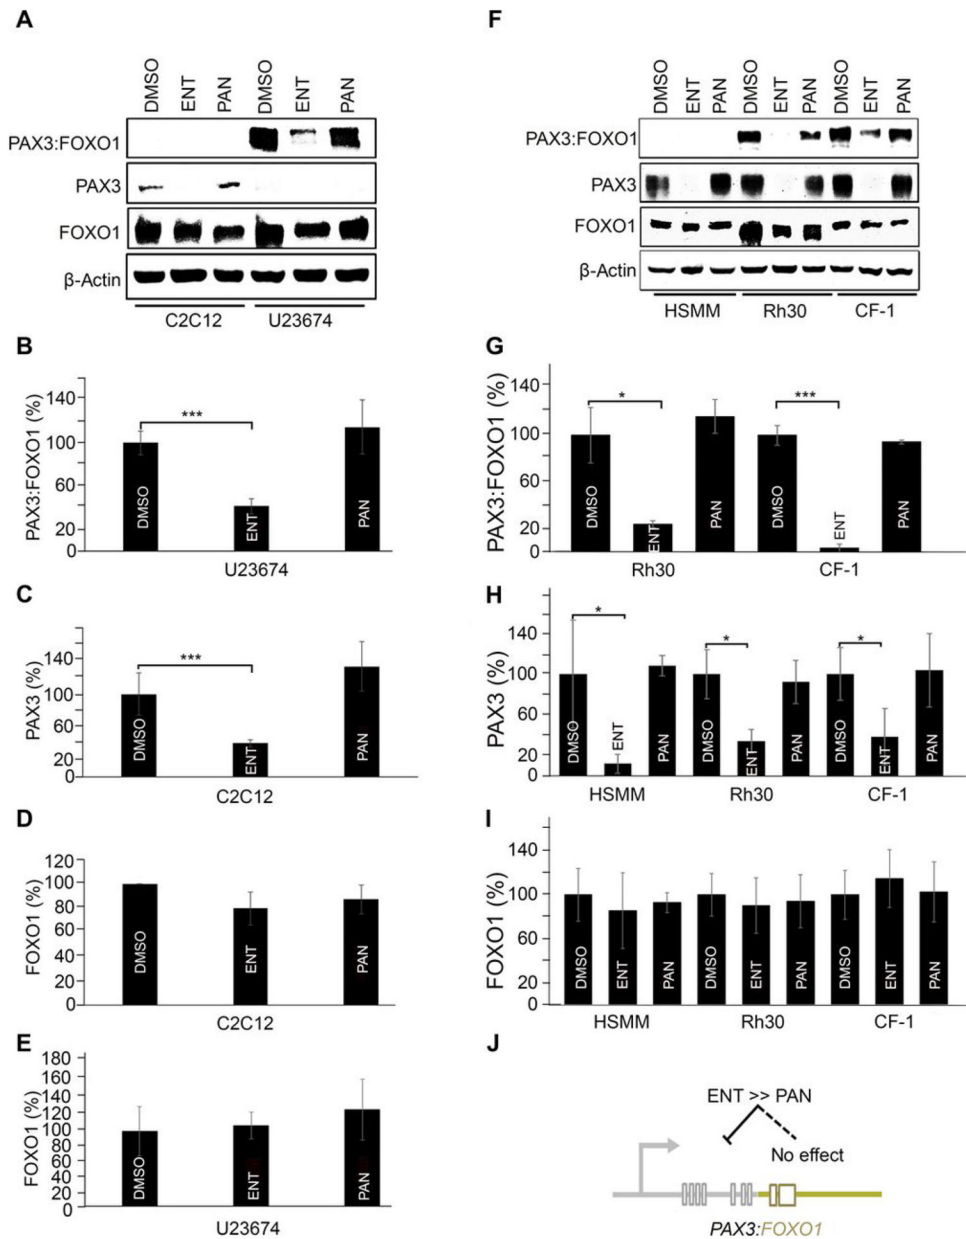 A
DMSO ENT PAN DMSO ENT PAN
PAX3:FOXO1
PAX3
FOXO1
β-Actin
C2C12 U23674
B
PAX3:FOXO1 (%)
140
100
60
20
0
***
DMSO ENT PAN
U23674
C
PAX3 (%)
140
100
60
20
0
***
DMSO ENT PAN
C2C12
D
FOXO1 (%)
120
100
80
60
40
20
0
DMSO ENT PAN
C2C12
E
FOXO1 (%)
180
160
140
120
100
80
60
40
20
0
DMSO ENT PAN
U23674
F
DMSO ENT PAN DMSO ENT PAN DMSO ENT PAN
PAX3:FOXO1
PAX3
FOXO1
β-Actin
HSMM Rh30 CF-1
G
PAX3:FOXO1 (%)
140
100
60
20
0
* ***
DMSO ENT PAN DMSO ENT PAN
Rh30 CF-1
H
PAX3 (%)
140
100
60
20
0
* * *
DMSO ENT PAN DMSO ENT PAN DMSO ENT PAN
HSMM Rh30 CF-1
I
FOXO1 (%)
140
100
60
20
0
DMSO ENT PAN DMSO ENT PAN DMSO ENT PAN
HSMM Rh30 CF-1
J
ENT >> PAN
No effect
PAX3:FOXO1